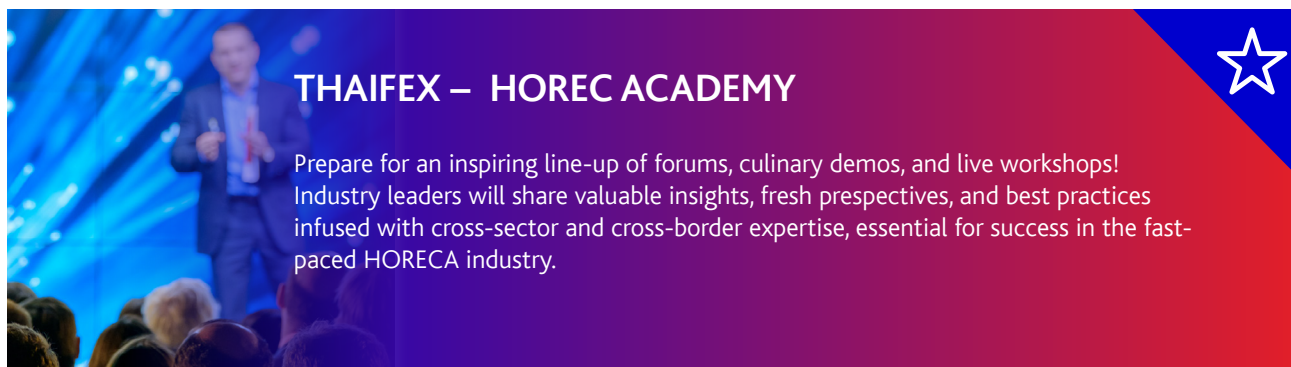 THAIFEX – HOREC ACADEMY
Prepare for an inspiring line-up of forums, culinary demos, and live workshops!
Industry leaders will share valuable insights, fresh prespectives, and best practices
infused with cross-sector and cross-border expertise, essential for success in the fast-
paced HORECA industry.